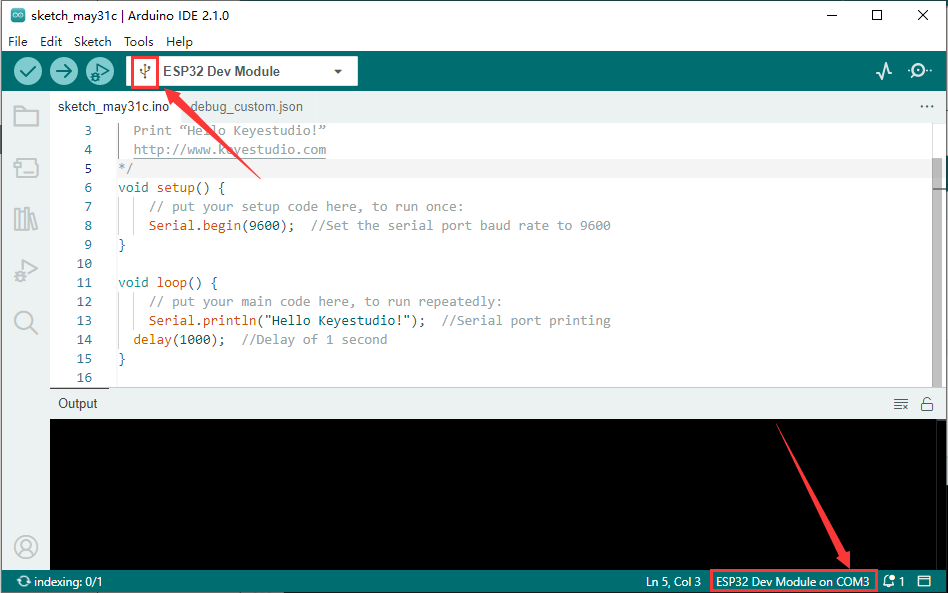 sketch_may31c | Arduino IDE 2.1.0
File Edit Sketch Tools Help
ESP32 Dev Module
sketch_may31c.ino debug_custom.json
3 Print “Hello Keyestudio!”
4 http://www.keyestudio.com
5 */
6 void setup() {
7 // put your setup code here, to run once:
8 Serial.begin(9600); //Set the serial port baud rate to 9600
9 }
10
11 void loop() {
12 // put your main code here, to run repeatedly:
13 Serial.println("Hello Keyestudio!"); //Serial port printing
14 delay(1000); //Delay of 1 second
15 }
16
Output
indexing: 0/1 Ln 5, Col 3 ESP32 Dev Module on COM3 1